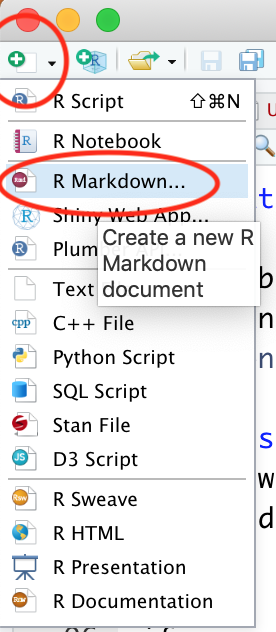 R Script ⇧⌘N
R Notebook
R Markdown...
Shiny Web App...
Create a new R
Markdown
document
Text
C++ File
Python Script
SQL Script
Stan File
D3 Script
R Sweave
R HTML
R Presentation
R Documentation